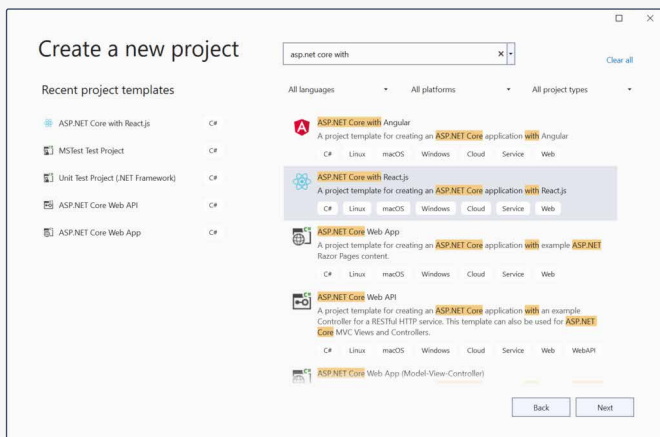 Create a new project
asp.net core with
Clear all
Recent project templates
ASP.NET Core with React.js C#
MSTest Test Project C#
Unit Test Project (.NET Framework) C#
ASP.NET Core Web API C#
ASP.NET Core Web App C#
All languages All platforms All project types
ASP.NET Core with Angular
A project template for creating an ASP.NET Core application with Angular
C# Linux macOS Windows Cloud Service Web
ASP.NET Core with React.js
A project template for creating an ASP.NET Core application with React.js
C# Linux macOS Windows Cloud Service Web
ASP.NET Core Web App
A project template for creating an ASP.NET Core application with example ASP.NET
Razor Pages content.
C# Linux macOS Windows Cloud Service Web
ASP.NET Core Web API
A project template for creating an ASP.NET Core application with an example
Controller for a RESTful HTTP service. This template can also be used for ASP.NET
Core MVC Views and Controllers.
C# Linux macOS Windows Cloud Service Web WebAPI
ASP.NET Core Web App (Model-View-Controller)
Back Next